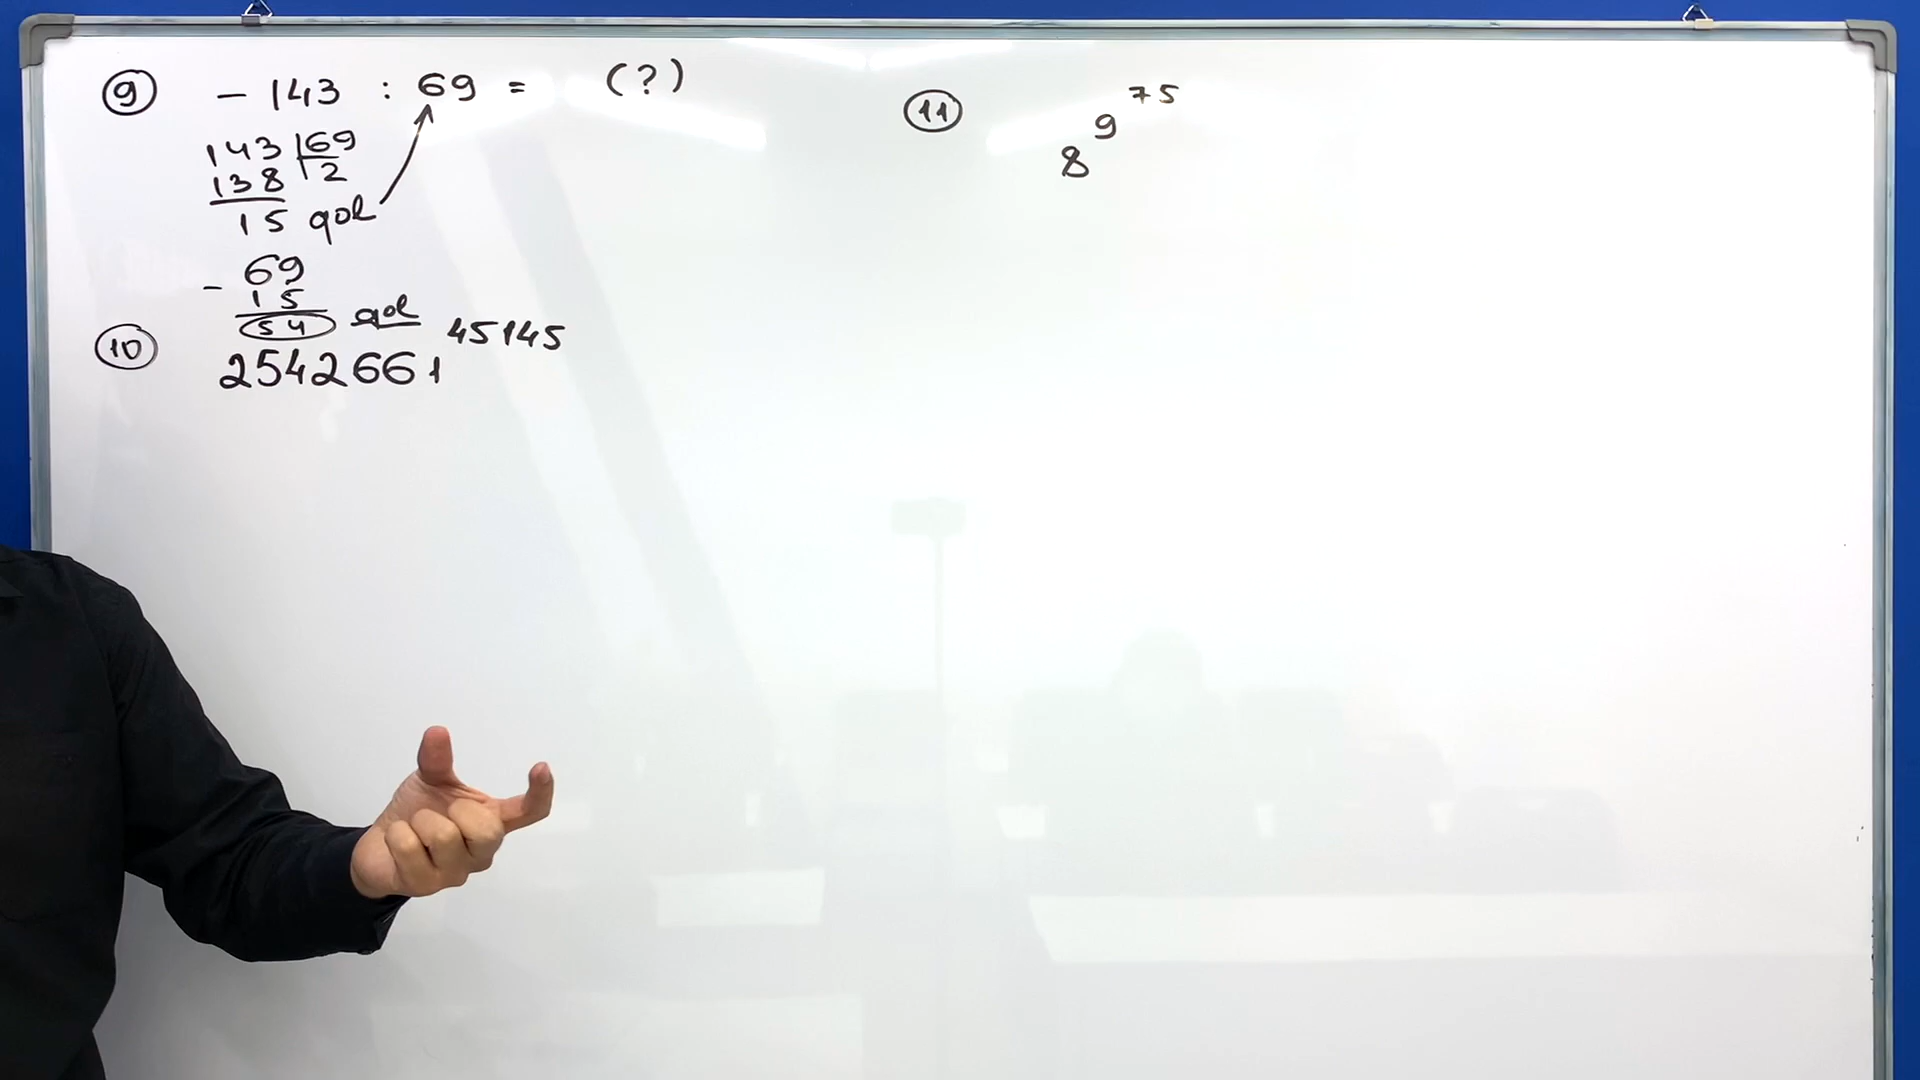 9 - 143 : 69 = (?)
143 | 69
138 | 2
15 qol
- 69
15
54 qol
10 2542661^45145
11 8^9^75